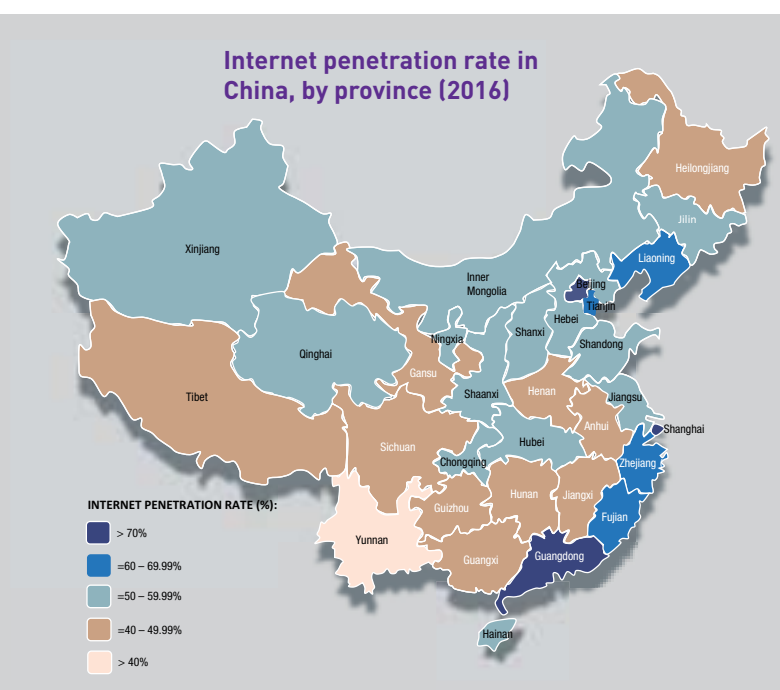 Internet penetration rate in
China, by province (2016)
Heilongjiang
Jilin
Xinjiang
Liaoning
Inner
Mongolia
Beijing
Tianjin
Hebei
Ningxia
Shanxi
Shandong
Qinghai
Gansu
Tibet
Shaanxi
Henan
Jiangsu
Anhui
Shanghai
Sichuan
Hubei
Chongqing
Zhejiang
Hunan
Jiangxi
Guizhou
Fujian
Yunnan
Guangxi
Guangdong
Hainan
INTERNET PENETRATION RATE (%):
> 70%
=60 – 69.99%
=50 – 59.99%
=40 – 49.99%
> 40%